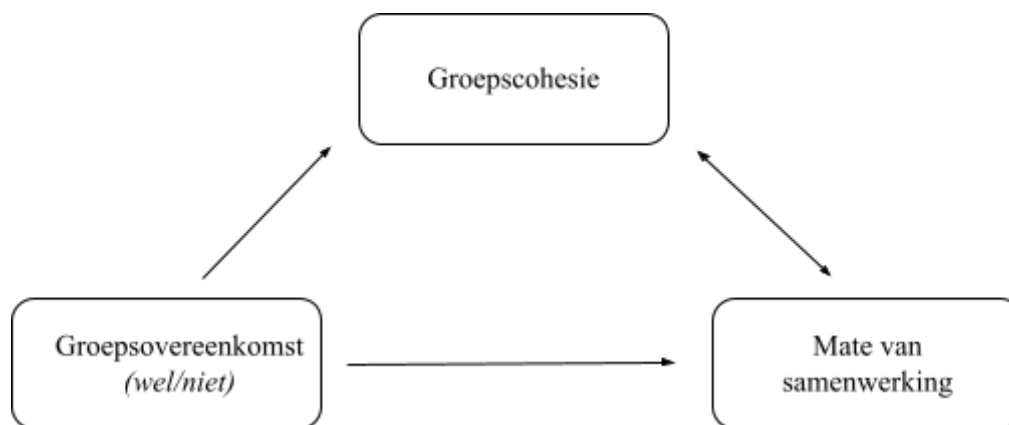 Groepscohesie
Groepsovereenkomst
(wel/niet)
Mate van
samenwerking